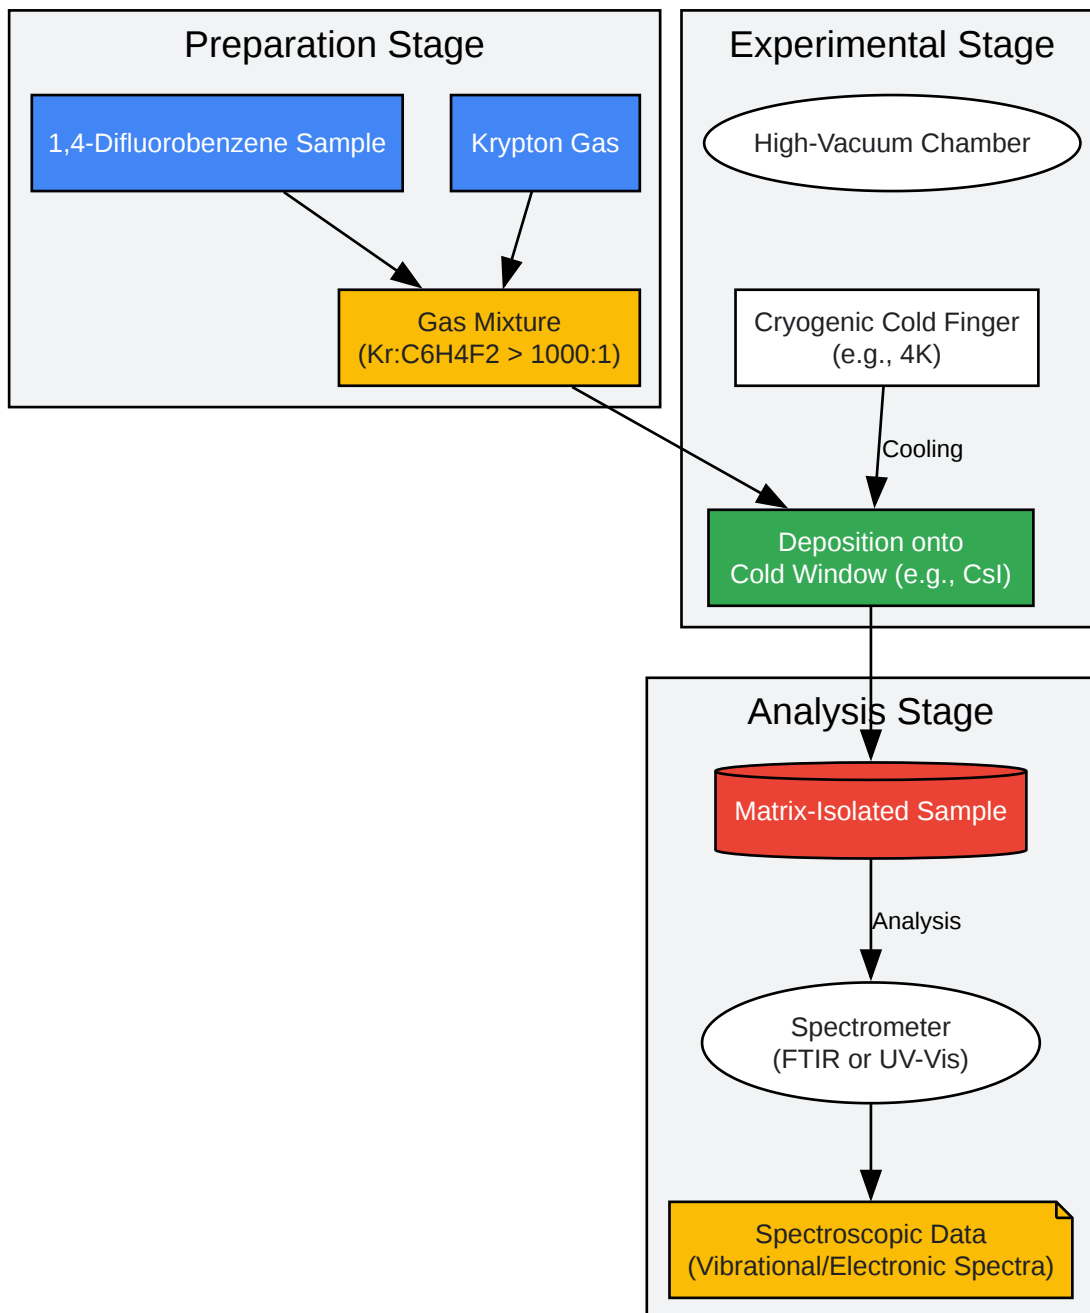 Preparation Stage
1,4-Difluorobenzene Sample
Krypton Gas
Gas Mixture
(Kr:C6H4F2 > 1000:1)
Experimental Stage
High-Vacuum Chamber
Cryogenic Cold Finger
(e.g., 4K)
Cooling
Deposition onto
Cold Window (e.g., CsI)
Analysis Stage
Matrix-Isolated Sample
Analysis
Spectrometer
(FTIR or UV-Vis)
Spectroscopic Data
(Vibrational/Electronic Spectra)